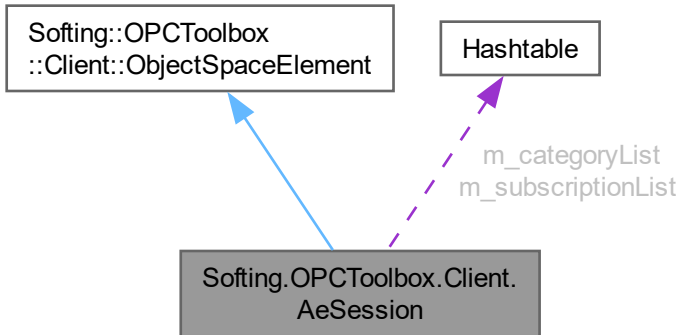 Softing::OPCToolbox
::Client::ObjectSpaceElement
Hashtable
m_categoryList
m_subscriptionList
Softing.OPCToolbox.Client.
AeSession